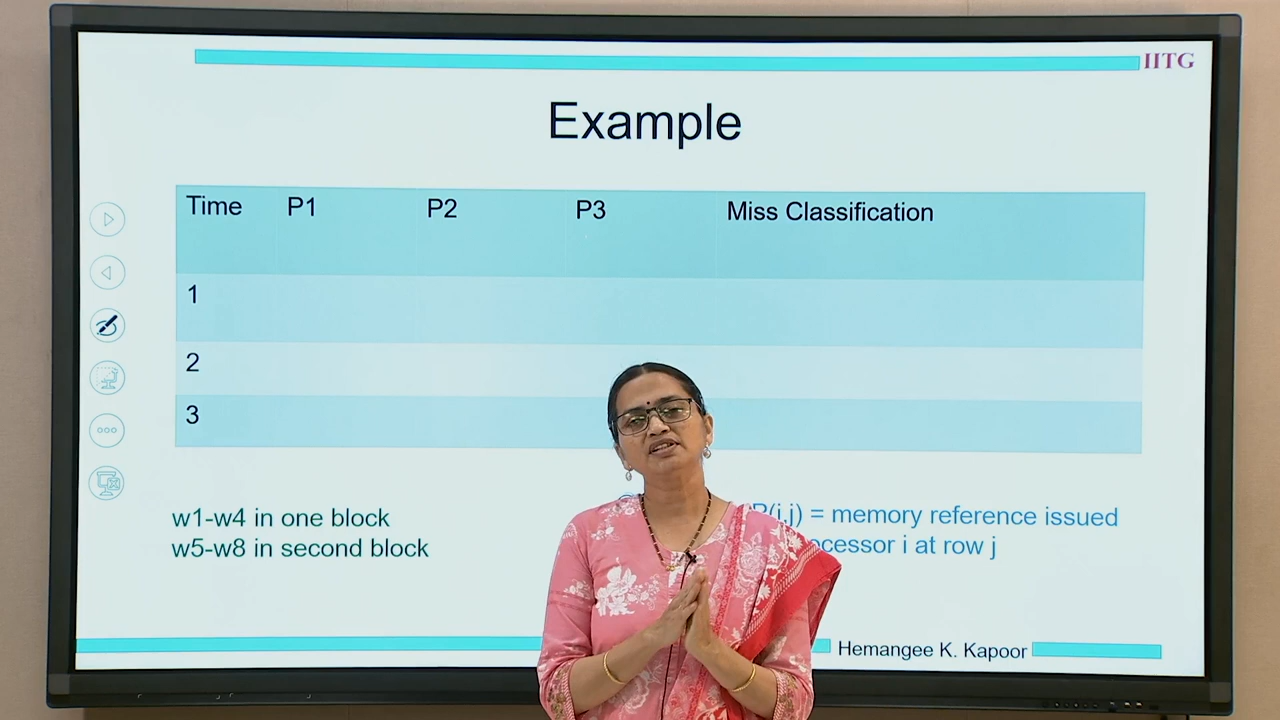 IITG
Example
Time P1 P2 P3 Miss Classification
1
2
3
w1-w4 in one block
w5-w8 in second block
P(i,j) = memory reference issued
i at row j
Hemangee K. Kapoor